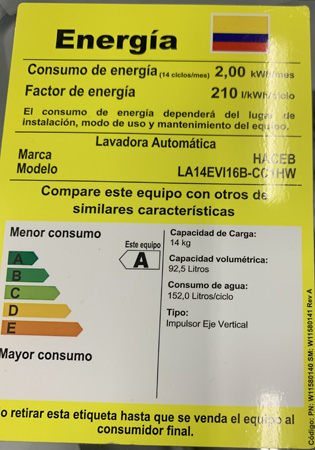 Energía
Consumo de energía (14 ciclos/mes) 2,00 kWh/mes
Factor de energía 210 l/kWh/ciclo
El consumo de energía dependerá del lugar de
instalación, modo de uso y mantenimiento del equipo.
Lavadora Automática
Marca HACEB
Modelo LA14EVI16B-CC1HW
Compare este equipo con otros de
similares características
Menor consumo
Este equipo
A
A
B
C
D
E
Mayor consumo
Capacidad de Carga:
14 kg
Capacidad volumétrica:
92,5 Litros
Consumo de agua:
152,0 Litros/ciclo
Tipo:
Impulsor Eje Vertical
o retirar esta etiqueta hasta que se venda el equipo al
consumidor final.
Código: PN: W11580140 SM: W11580141 Rev A